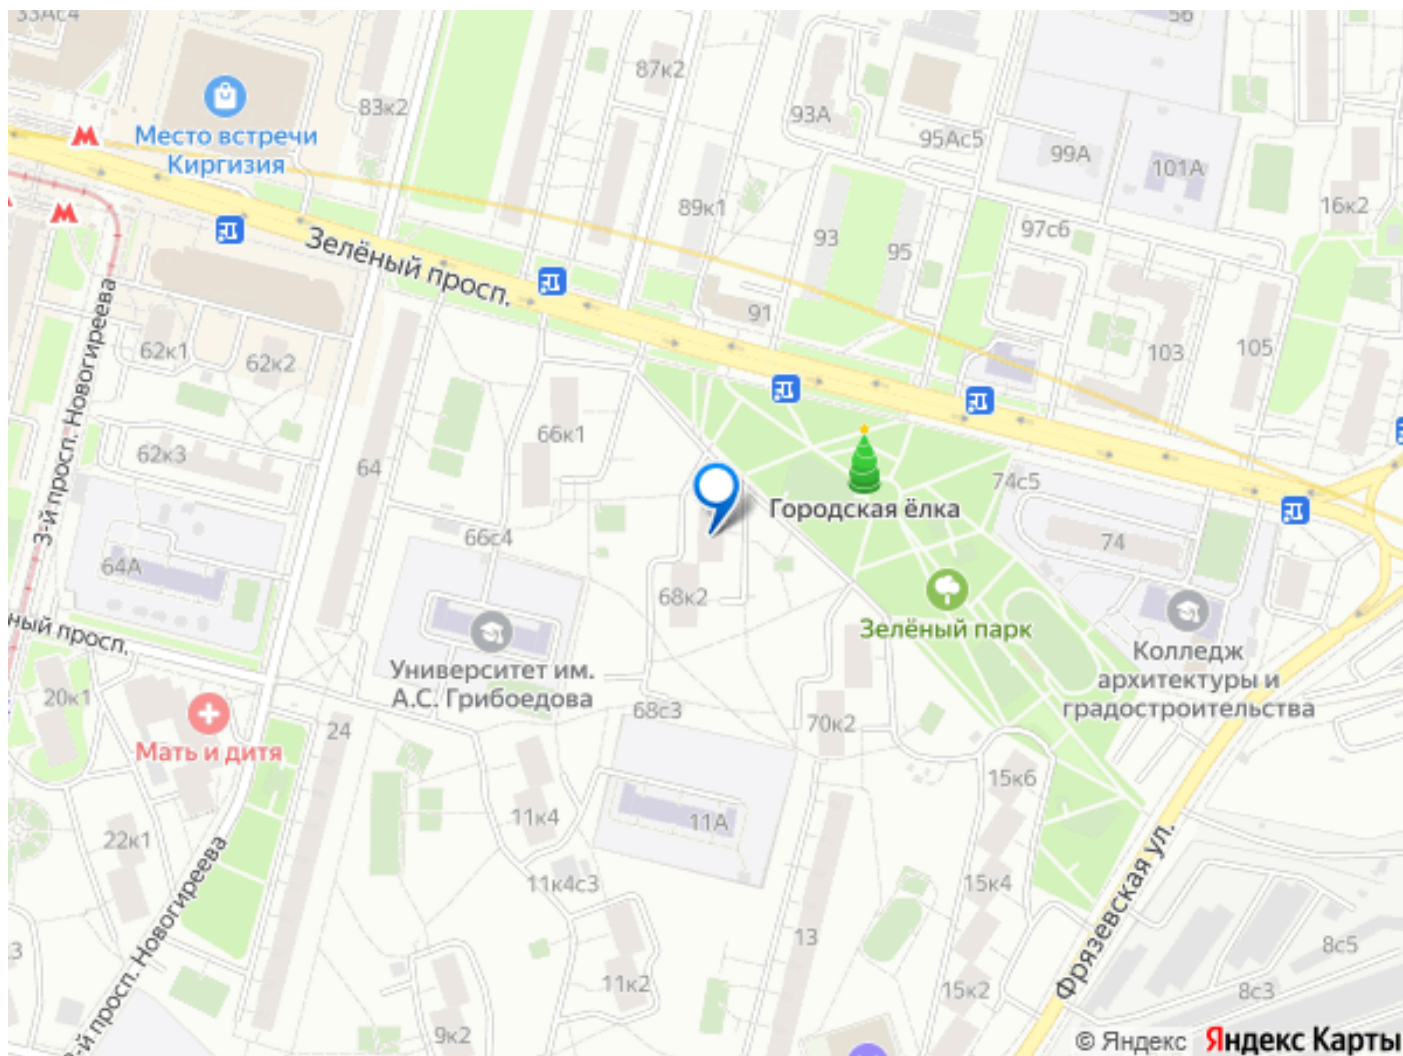 33Ас4
56
87к2
83к2
93А
95Ас5
99А
101А
Место встречи
Киргизия
16к2
89к1
93
95
97с6
Зелёный просп.
91
103
105
62к1
62к2
3-й просп. Новогиреева
66к1
62к3
64
74с5
Городская ёлка
66с4
74
64А
68к2
Зелёный парк
ный просп.
Университет им.
А.С. Грибоедова
Колледж
архитектуры и
градостроительства
20к1
68с3
70к2
24
Мать и дитя
15к6
11к4
11А
22к1
11к4с3
15к4
Фрязевская ул.
13
8с5
3
-й просп. Новогиреева
11к2
15к2
8с3
9к2
© Яндекс Яндекс Карты